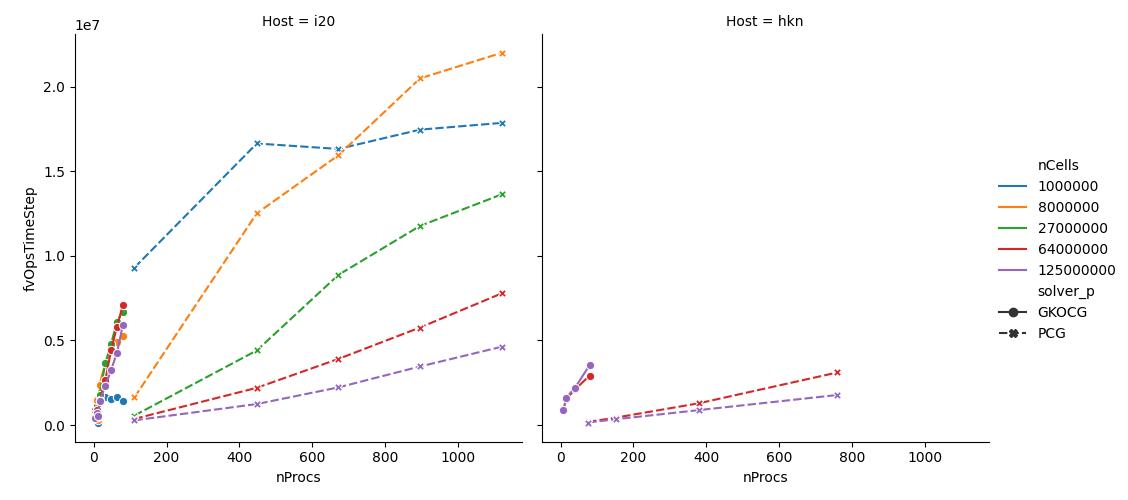 Host = i20
Host = hkn
1e7
2.0
1.5
1.0
0.5
0.0
fvOpsTimeStep
0 200 400 600 800 1000
0 200 400 600 800 1000
nProcs
nProcs
nCells
1000000
8000000
27000000
64000000
125000000
solver_p
GKOCG
PCG